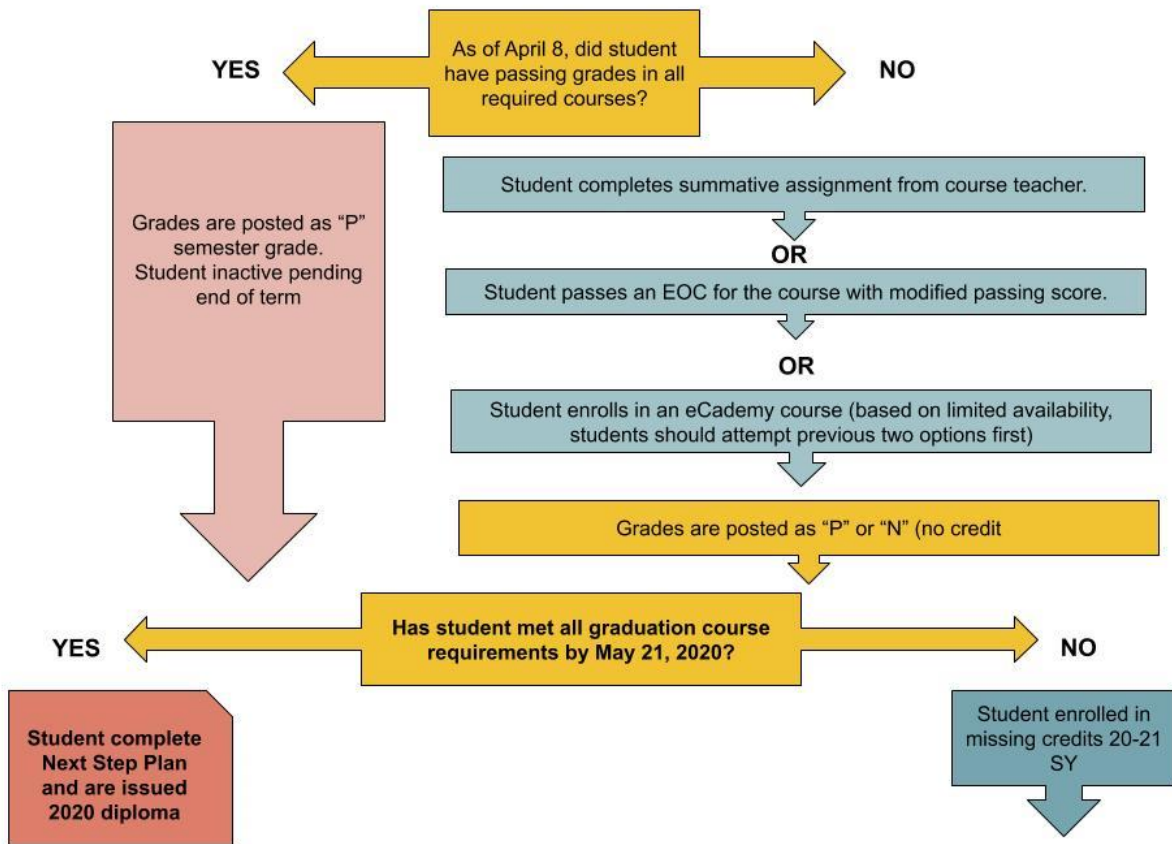 As of April 8, did student
have passing grades in all
required courses?
YES
NO
Grades are posted as “P”
semester grade.
Student inactive pending
end of term
Student completes summative assignment from course teacher.
OR
Student passes an EOC for the course with modified passing score.
OR
Student enrolls in an eCademy course (based on limited availability,
students should attempt previous two options first)
Grades are posted as “P” or “N” (no credit
Has student met all graduation course
requirements by May 21, 2020?
YES
NO
Student complete
Next Step Plan
and are issued
2020 diploma
Student enrolled in
missing credits 20-21
SY